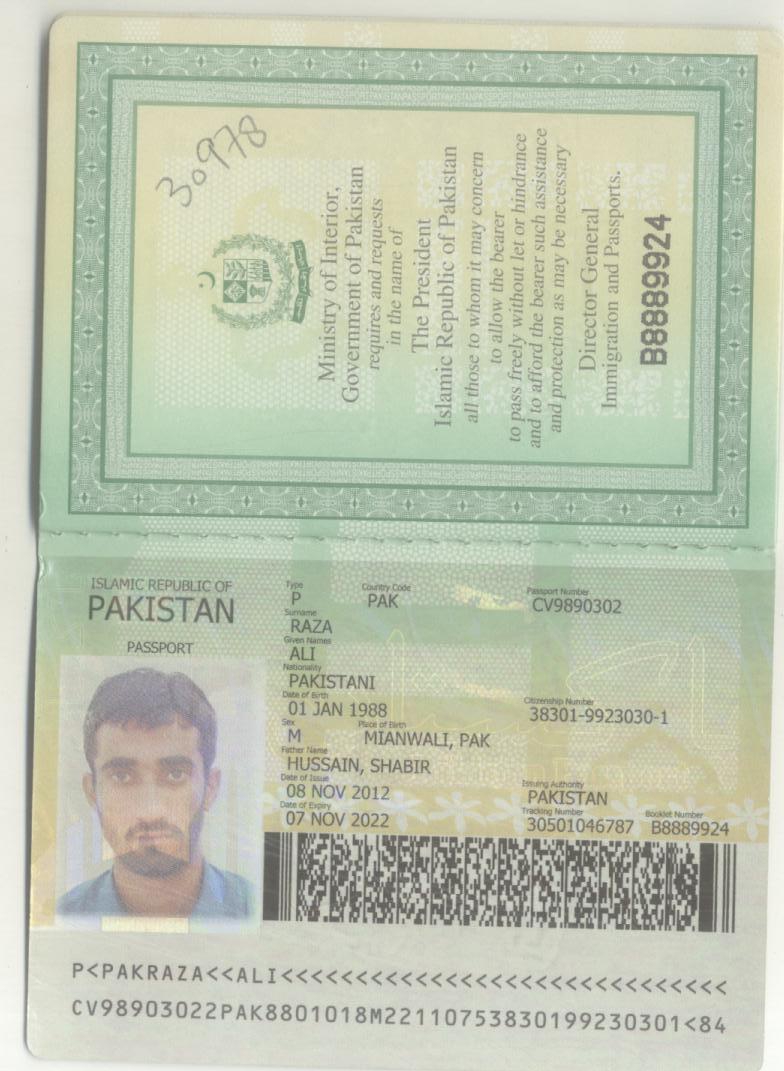 30978
Ministry of Interior,
Government of Pakistan
requires and requests
in the name of
The President
Islamic Republic of Pakistan
all those to whom it may concern
to allow the bearer
to pass freely without let or hindrance
and to afford the bearer such assistance
and protection as may be necessary
Director General
Immigration and Passports.
B8889924
ISLAMIC REPUBLIC OF
PAKISTAN
PASSPORT
Type Country Code Passport Number
P PAK CV9890302
Surname
RAZA
Given Names
ALI
Nationality
PAKISTANI
Date of Birth Citizenship Number
01 JAN 1988 38301-9923030-1
Sex Place of Birth
M MIANWALI, PAK
Father Name
HUSSAIN, SHABIR
Date of Issue Issuing Authority
08 NOV 2012 PAKISTAN
Date of Expiry Tracking Number Booklet Number
07 NOV 2022 30501046787 B8889924
P<PAKRAZA<<ALI<<<<<<<<<<<<<<<<<<<<<<<<<<<<<<
CV98903022PAK8801018M22110753830199230301<84